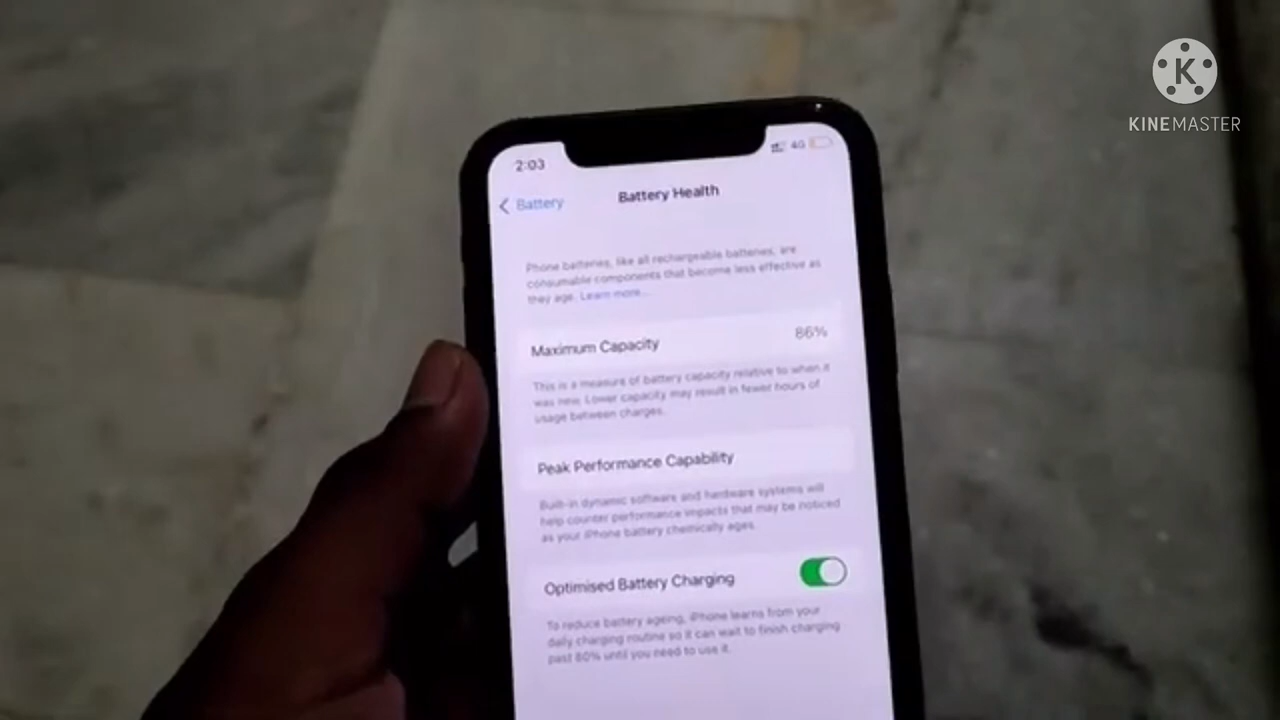 K
KINEMASTER
2:03
4G
Battery
Battery Health
Phone batteries, like all rechargeable batteries, are
consumable components that become less effective as
they age. Learn more...
Maximum Capacity 86%
This is a measure of battery capacity relative to when it
was new. Lower capacity may result in fewer hours of
usage between charges.
Peak Performance Capability
Built-in dynamic software and hardware systems will
help counter performance impacts that may be noticed
as your iPhone battery chemically ages.
Optimised Battery Charging
To reduce battery ageing, iPhone learns from your
daily charging routine so it can wait to finish charging
past 80% until you need to use it.